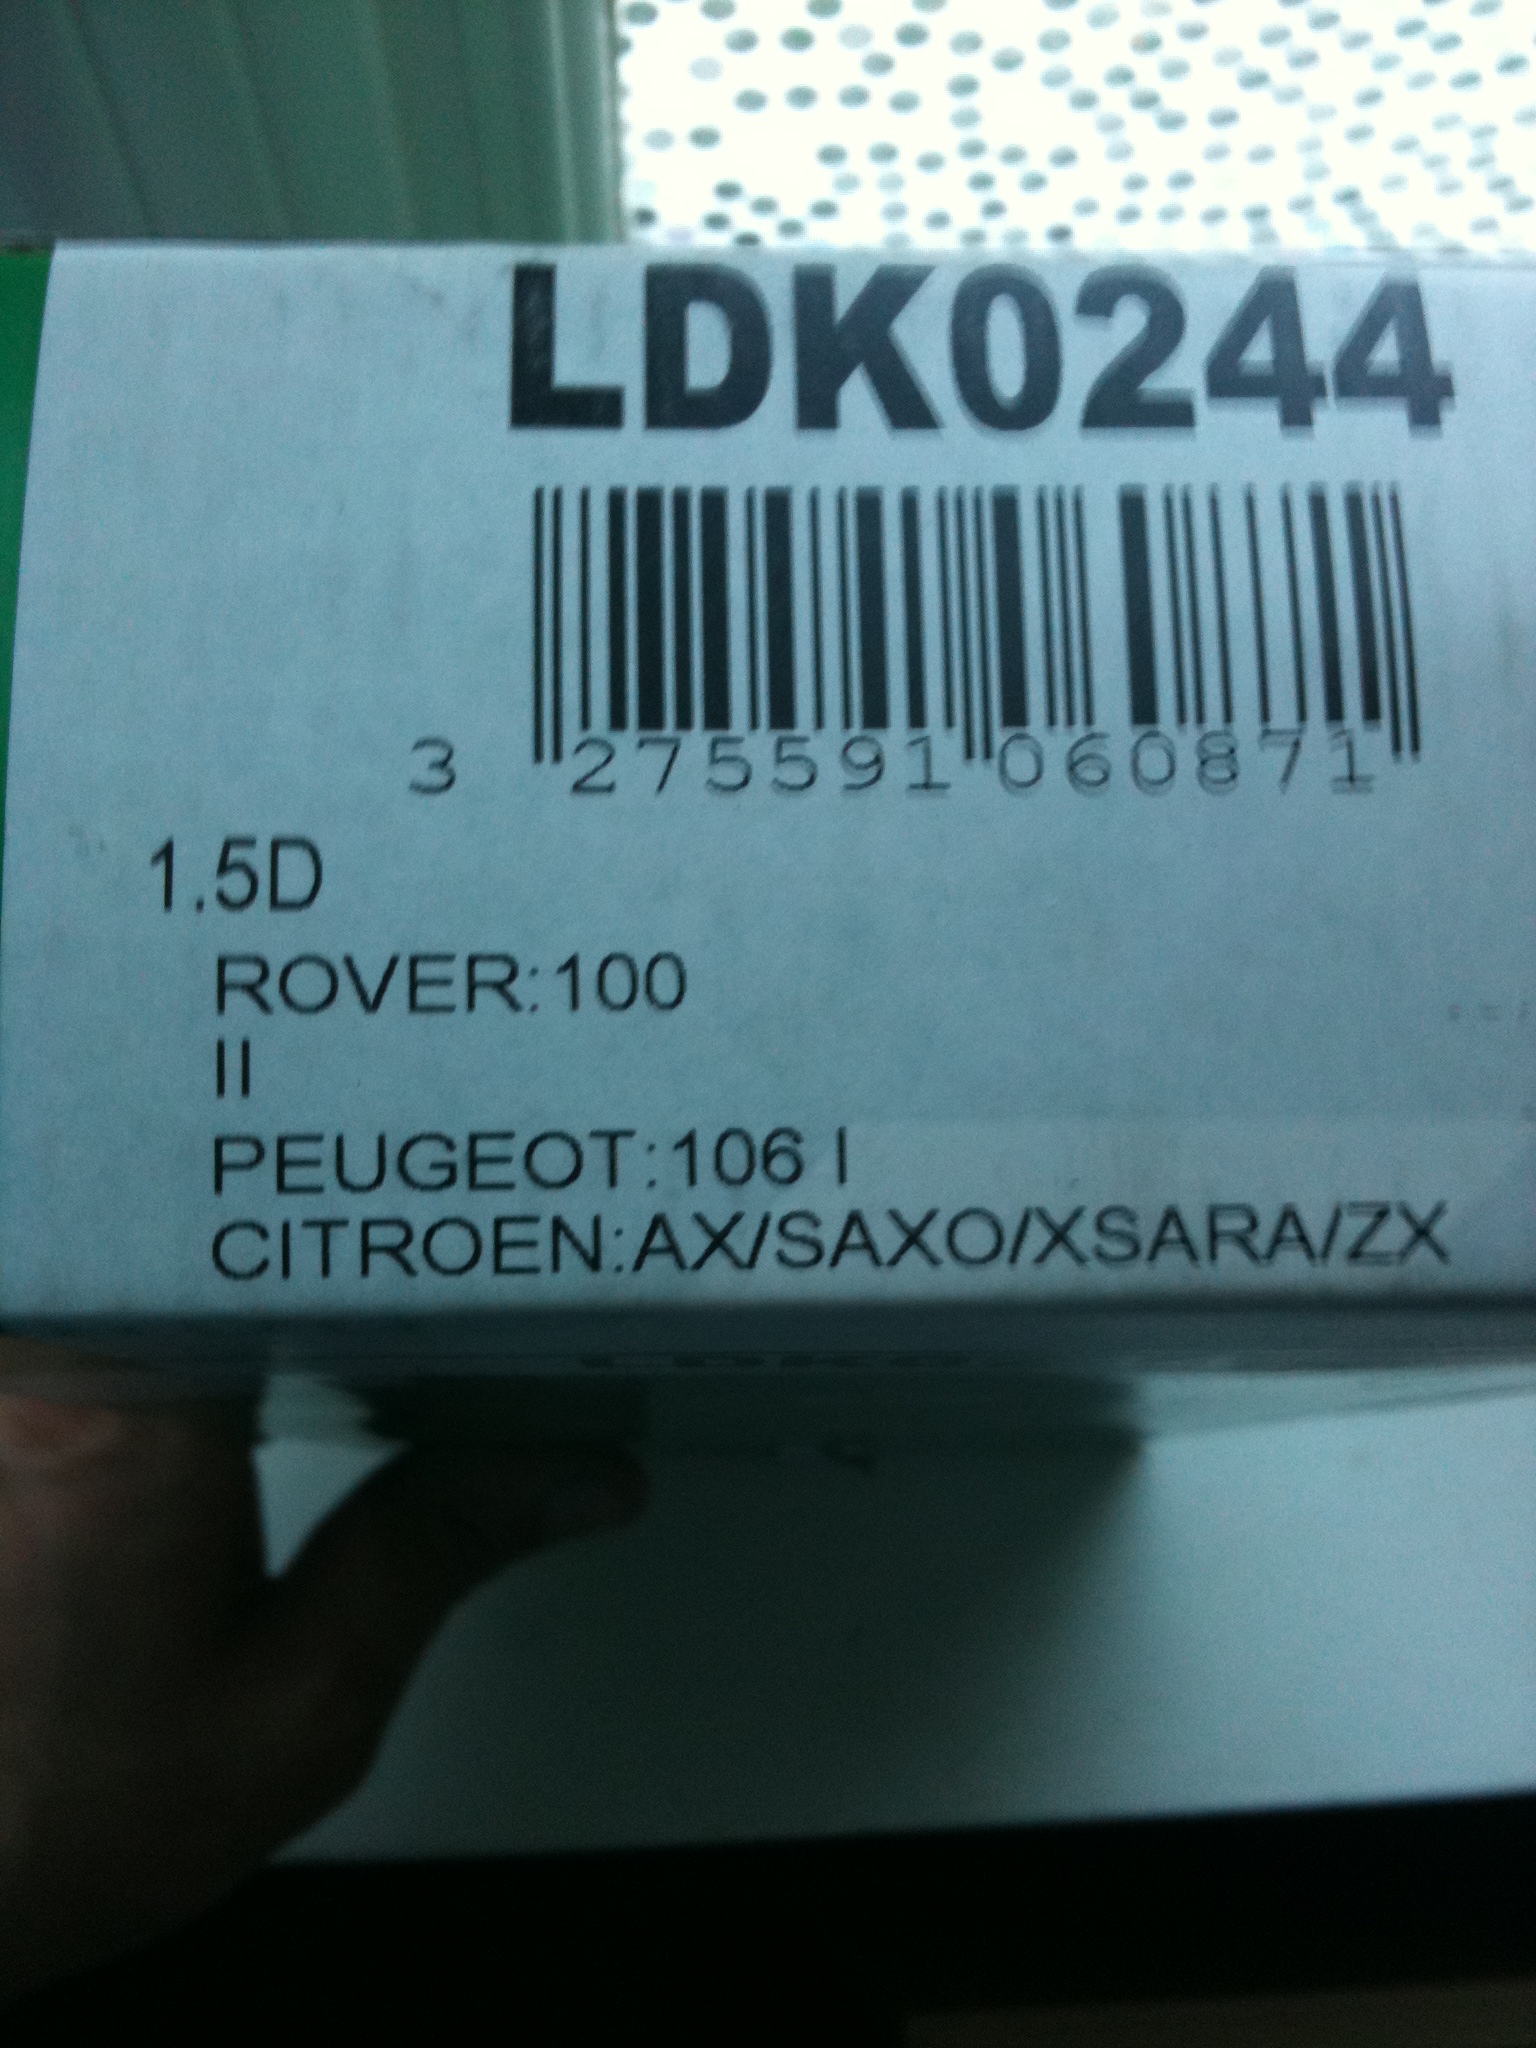 LDK0244
3 275591 060871
1.5D
ROVER:100
II
PEUGEOT:106 I
CITROEN:AX/SAXO/XSARA/ZX